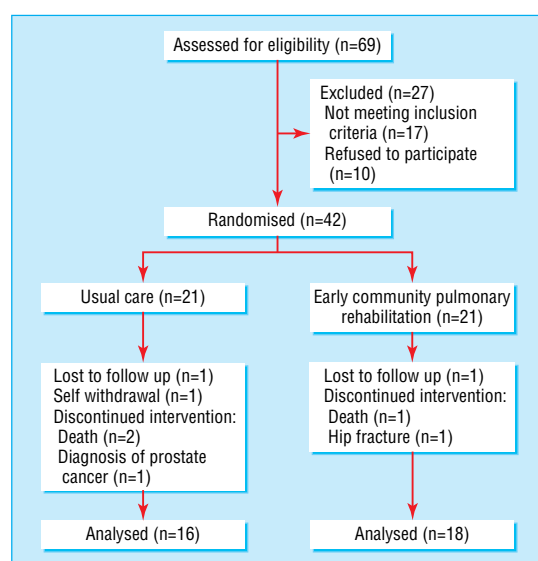 Assessed for eligibility (n=69)
Excluded (n=27)
Not meeting inclusion
criteria (n=17)
Refused to participate
(n=10)
Randomised (n=42)
Usual care (n=21)
Early community pulmonary
rehabilitation (n=21)
Lost to follow up (n=1)
Self withdrawal (n=1)
Discontinued intervention:
Death (n=2)
Diagnosis of prostate
cancer (n=1)
Lost to follow up (n=1)
Discontinued intervention:
Death (n=1)
Hip fracture (n=1)
Analysed (n=16)
Analysed (n=18)